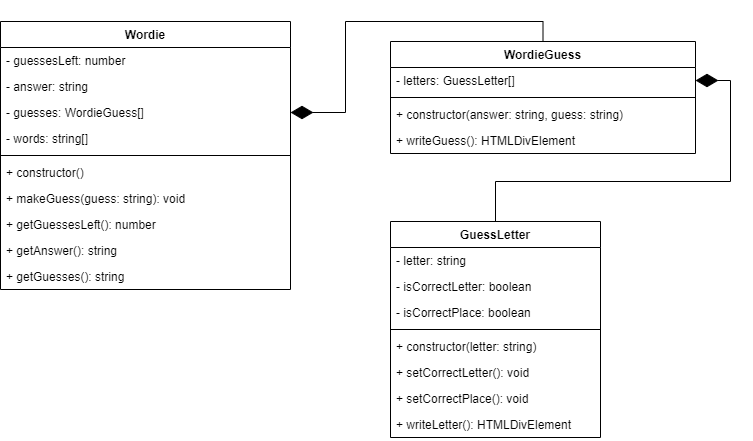 Wordie
- guessesLeft: number
- answer: string
- guesses: WordieGuess[]
- words: string[]
+ constructor()
+ makeGuess(guess: string): void
+ getGuessesLeft(): number
+ getAnswer(): string
+ getGuesses(): string
WordieGuess
- letters: GuessLetter[]
+ constructor(answer: string, guess: string)
+ writeGuess(): HTMLDivElement
GuessLetter
- letter: string
- isCorrectLetter: boolean
- isCorrectPlace: boolean
+ constructor(letter: string)
+ setCorrectLetter(): void
+ setCorrectPlace(): void
+ writeLetter(): HTMLDivElement